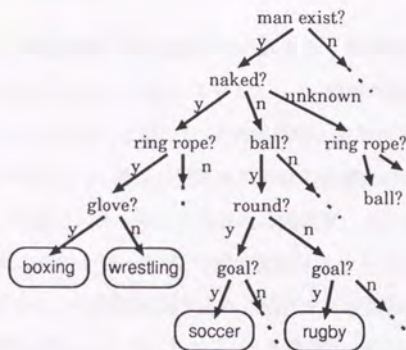 man exist?
y n
naked?
y n unknown
ring rope? ball? ring rope?
y n y n
glove? round? ball?
y n y n
boxing wrestling goal? goal?
y n y n
soccer rugby